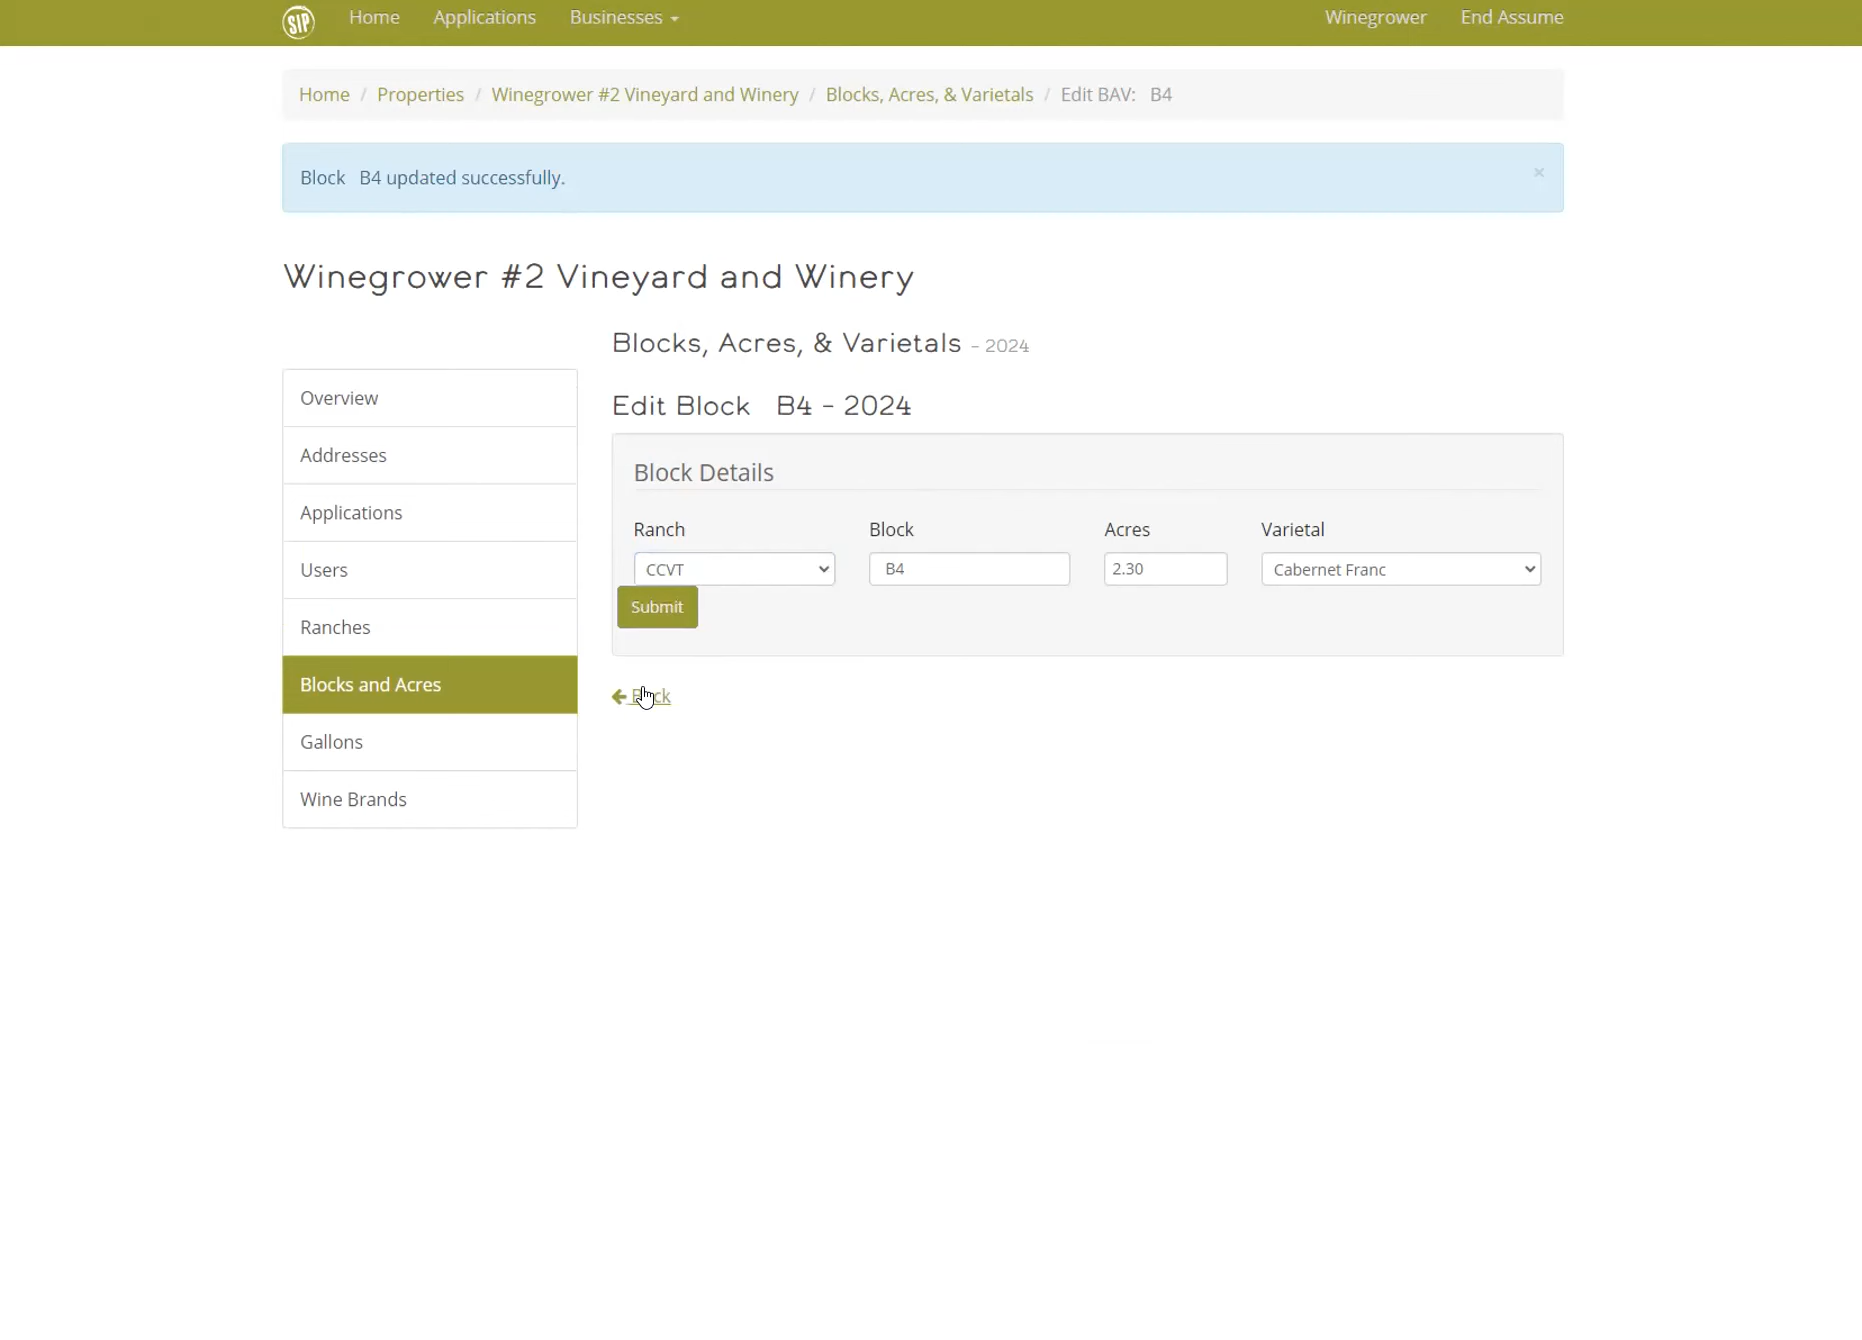 SIP Home Applications Businesses Winegrower End Assume
Home / Properties / Winegrower #2 Vineyard and Winery / Blocks, Acres, & Varietals / Edit BAV: B4
Block B4 updated successfully. ×
Winegrower #2 Vineyard and Winery
Blocks, Acres, & Varietals - 2024
Edit Block B4 - 2024
Block Details
Ranch Block Acres Varietal
CCVT B4 2.30 Cabernet Franc
Submit
Back
Overview
Addresses
Applications
Users
Ranches
Blocks and Acres
Gallons
Wine Brands